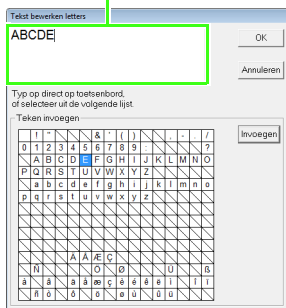 Tekst bewerken letters
ABCDE
OK
Annuleren
Typ op direct op toetsenbord,
of selecteer uit de volgende lijst.
Teken invoegen
Invoegen
! " & ' ( ) , - . /
0 1 2 3 4 5 6 7 8 9 : ?
A B C D E F G H I J K L M N O
P Q R S T U V W X Y Z
a b c d e f g h i j k l m n o
p q r s t u v w x y z
Ä Å Æ Ç
Ñ Ö Ø Ü ß